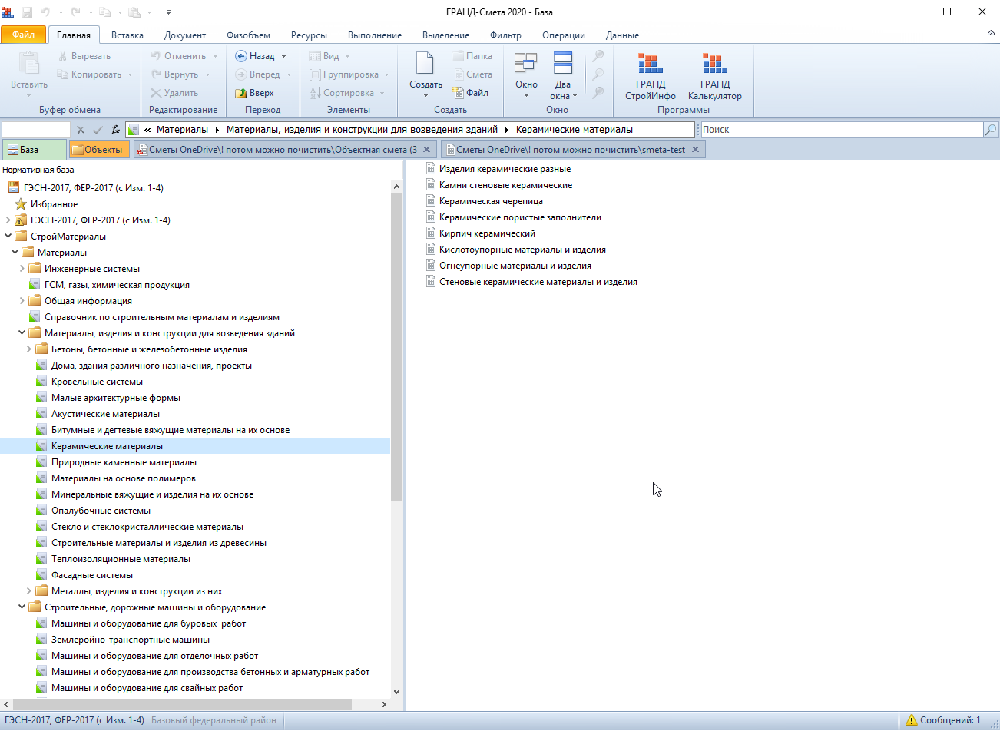 ГРАНД-Смета 2020 - База
Файл Главная Вставка Документ Физобъем Ресурсы Выполнение Выделение Фильтр Операции Данные
Вставить
Вырезать
Копировать
Буфер обмена
Отменить
Вернуть
Удалить
Редактирование
Назад
Вперед
Вверх
Переход
Вид
Группировка
Сортировка
Элементы
Создать
Папка
Смета
Файл
Создать
Окно
Два окна
Окно
ГРАНД СтройИнфо
ГРАНД Калькулятор
Программы
fx « Материалы Материалы, изделия и конструкции для возведения зданий Керамические материалы Поиск
База Объекты Сметы OneDrive\! потом можно почистить\Объектная смета (3 Сметы OneDrive\! потом можно почистить\smeta-test
Нормативная база
ГЭСН-2017, ФЕР-2017 (с Изм. 1-4)
Избранное
ГЭСН-2017, ФЕР-2017 (с Изм. 1-4)
СтройМатериалы
Материалы
Инженерные системы
ГСМ, газы, химическая продукция
Общая информация
Справочник по строительным материалам и изделиям
Материалы, изделия и конструкции для возведения зданий
Бетоны, бетонные и железобетонные изделия
Дома, здания различного назначения, проекты
Кровельные системы
Малые архитектурные формы
Акустические материалы
Битумные и дегтевые вяжущие материалы на их основе
Керамические материалы
Природные каменные материалы
Материалы на основе полимеров
Минеральные вяжущие и изделия на их основе
Опалубочные системы
Стекло и стеклокристаллические материалы
Строительные материалы и изделия из древесины
Теплоизоляционные материалы
Фасадные системы
Металлы, изделия и конструкции из них
Строительные, дорожные машины и оборудование
Машины и оборудование для буровых работ
Землеройно-транспортные машины
Машины и оборудование для отделочных работ
Машины и оборудование для производства бетонных и арматурных работ
Машины и оборудование для свайных работ
Изделия керамические разные
Камни стеновые керамические
Керамическая черепица
Керамические пористые заполнители
Кирпич керамический
Кислотоупорные материалы и изделия
Огнеупорные материалы и изделия
Стеновые керамические материалы и изделия
ГЭСН-2017, ФЕР-2017 (с Изм. 1-4) Базовый федеральный район Сообщений: 1